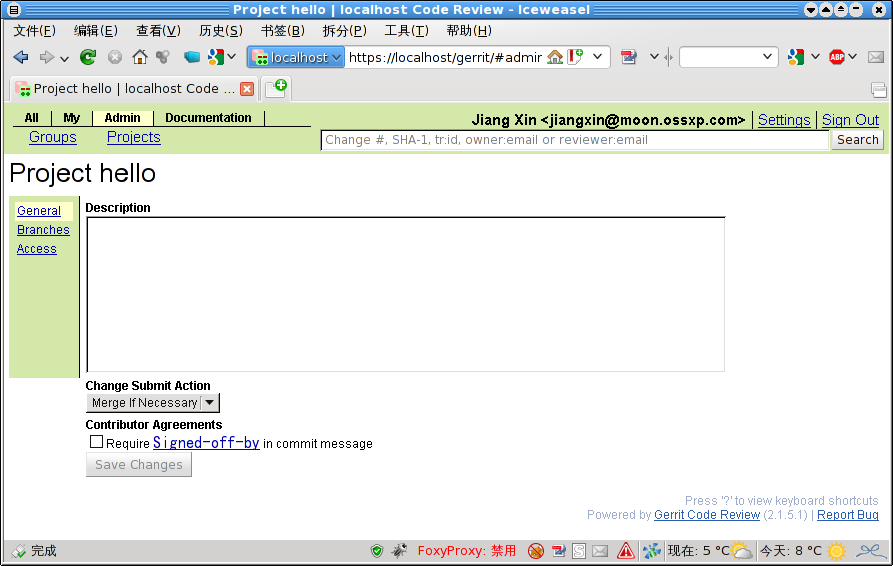 Project hello | localhost Code Review - Iceweasel
文件(F) 编辑(E) 查看(V) 历史(S) 书签(B) 拆分(P) 工具(T) 帮助(H)
localhost https://localhost/gerrit/#admin
ABP
Project hello | localhost Code ...
All My Admin Documentation
Jiang Xin <jiangxin@moon.ossxp.com> Settings Sign Out
Groups Projects
Change #, SHA-1, tr:id, owner:email or reviewer:email Search
Project hello
General
Branches
Access
Description
Change Submit Action
Merge If Necessary
Contributor Agreements
Require Signed-off-by in commit message
Save Changes
Press '?' to view keyboard shortcuts
Powered by Gerrit Code Review (2.1.5.1) | Report Bug
完成 FoxyProxy: 禁用 S 现在: 5 °C 今天: 8 °C